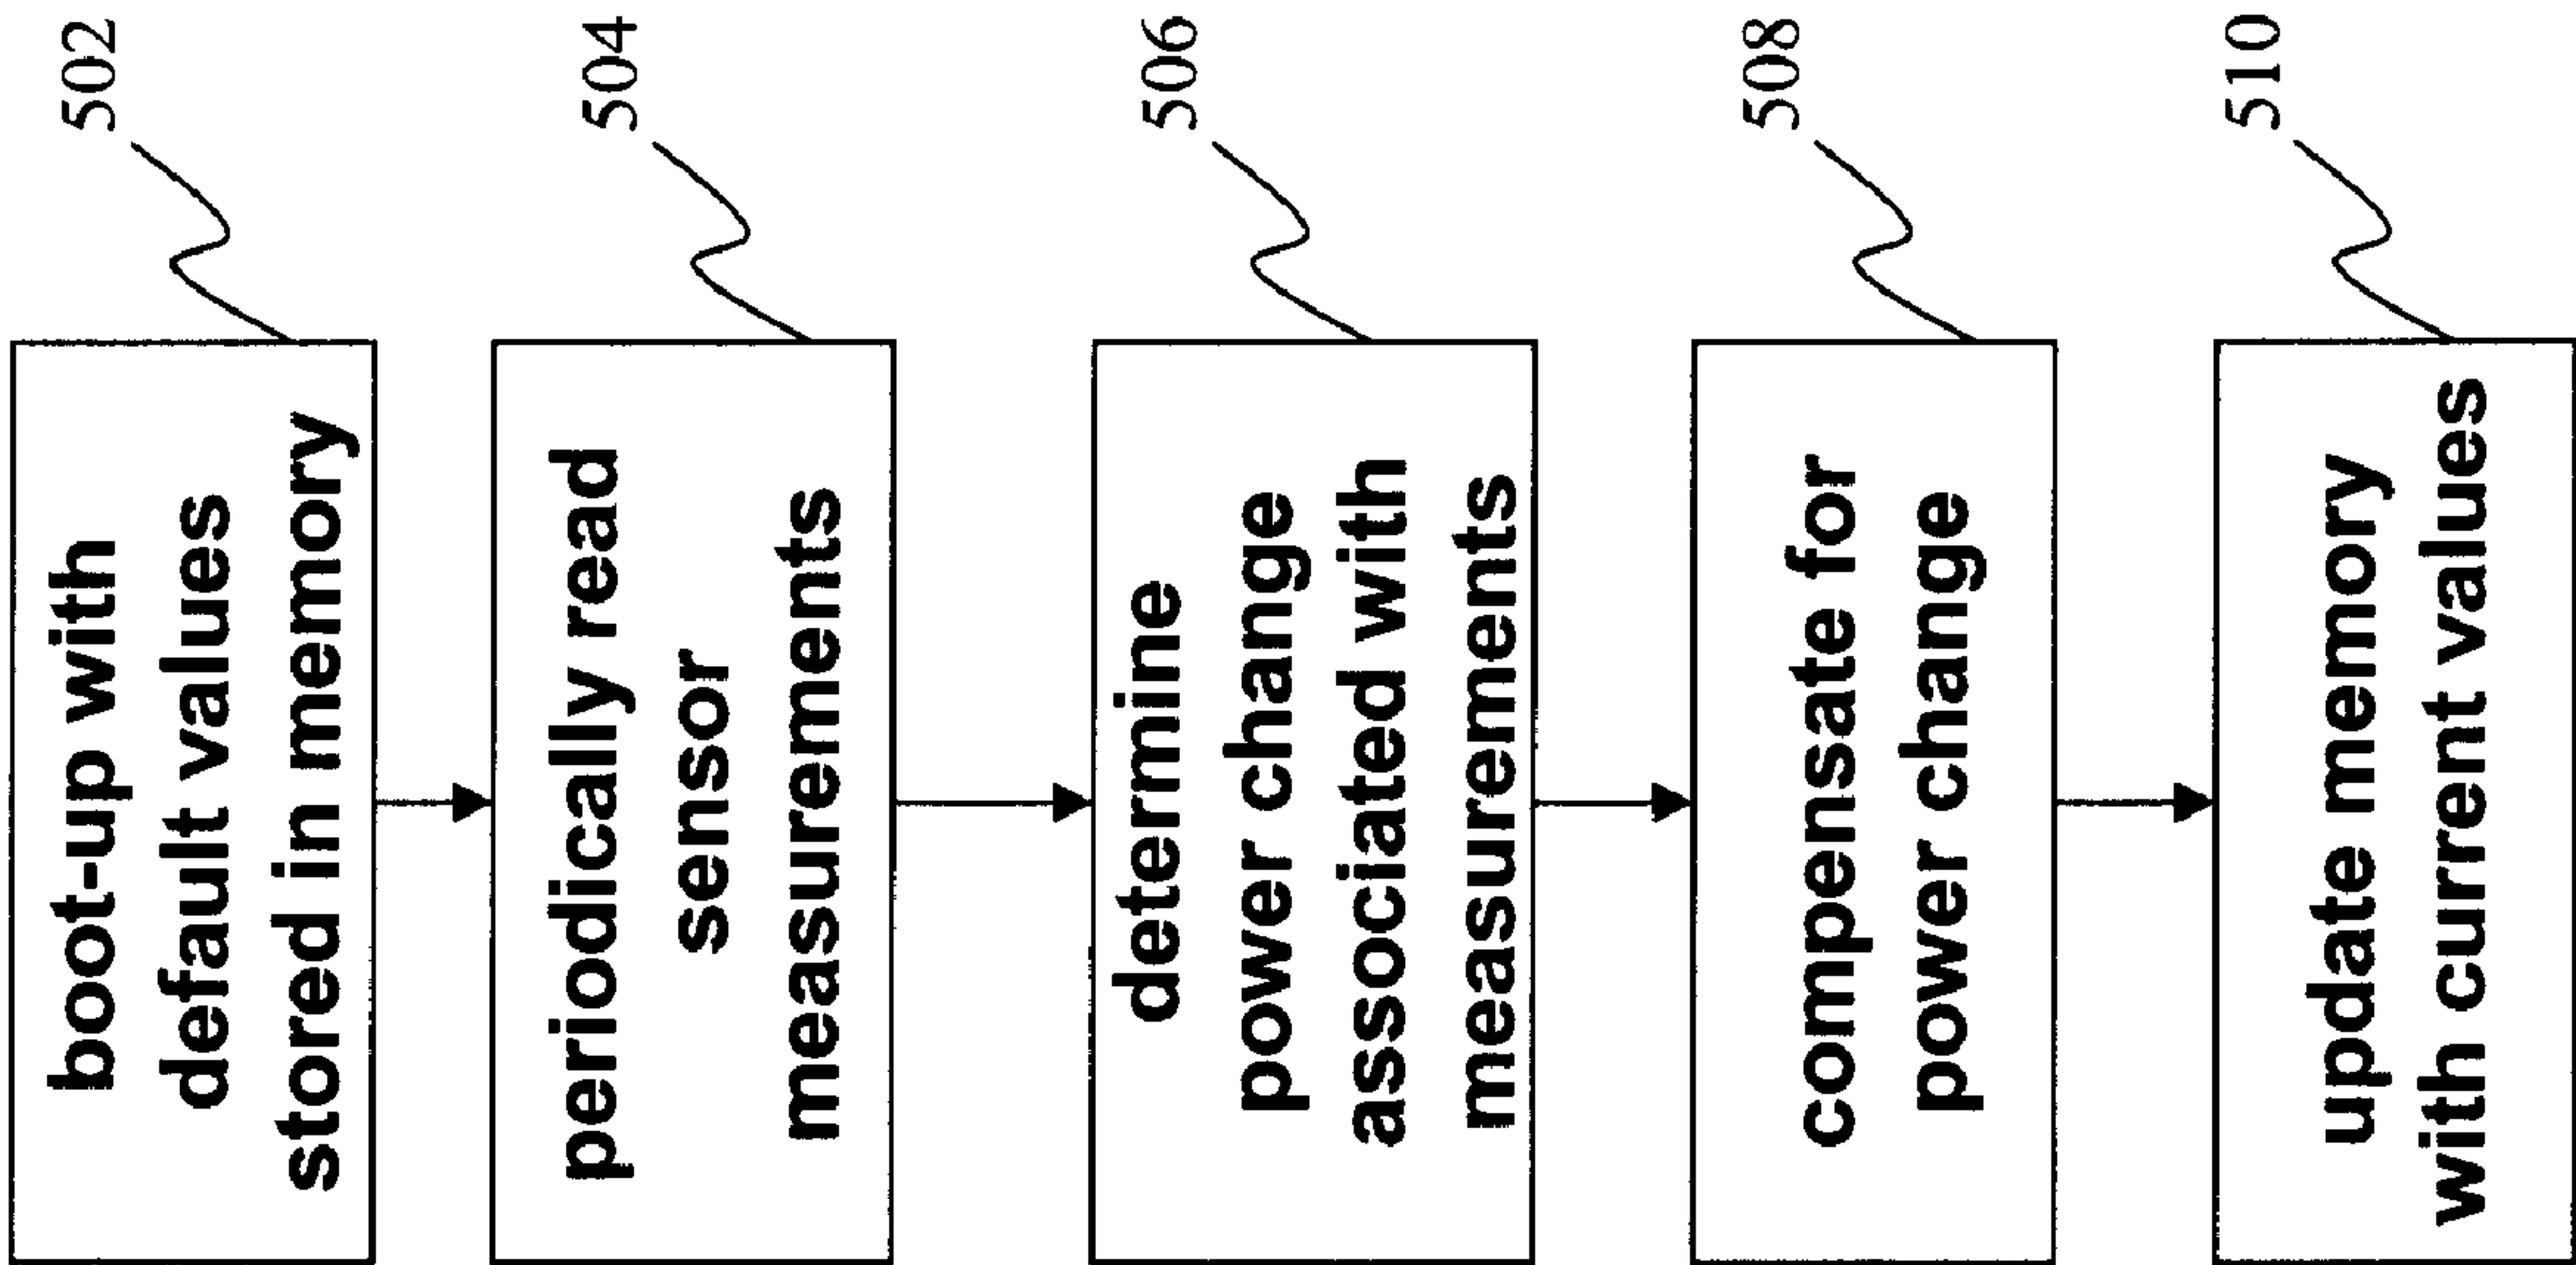 boot-up with
default values
stored in memory
502
periodically read
sensor
measurements
504
determine
power change
associated with
measurements
506
compensate for
power change
508
update memory
with current values
510